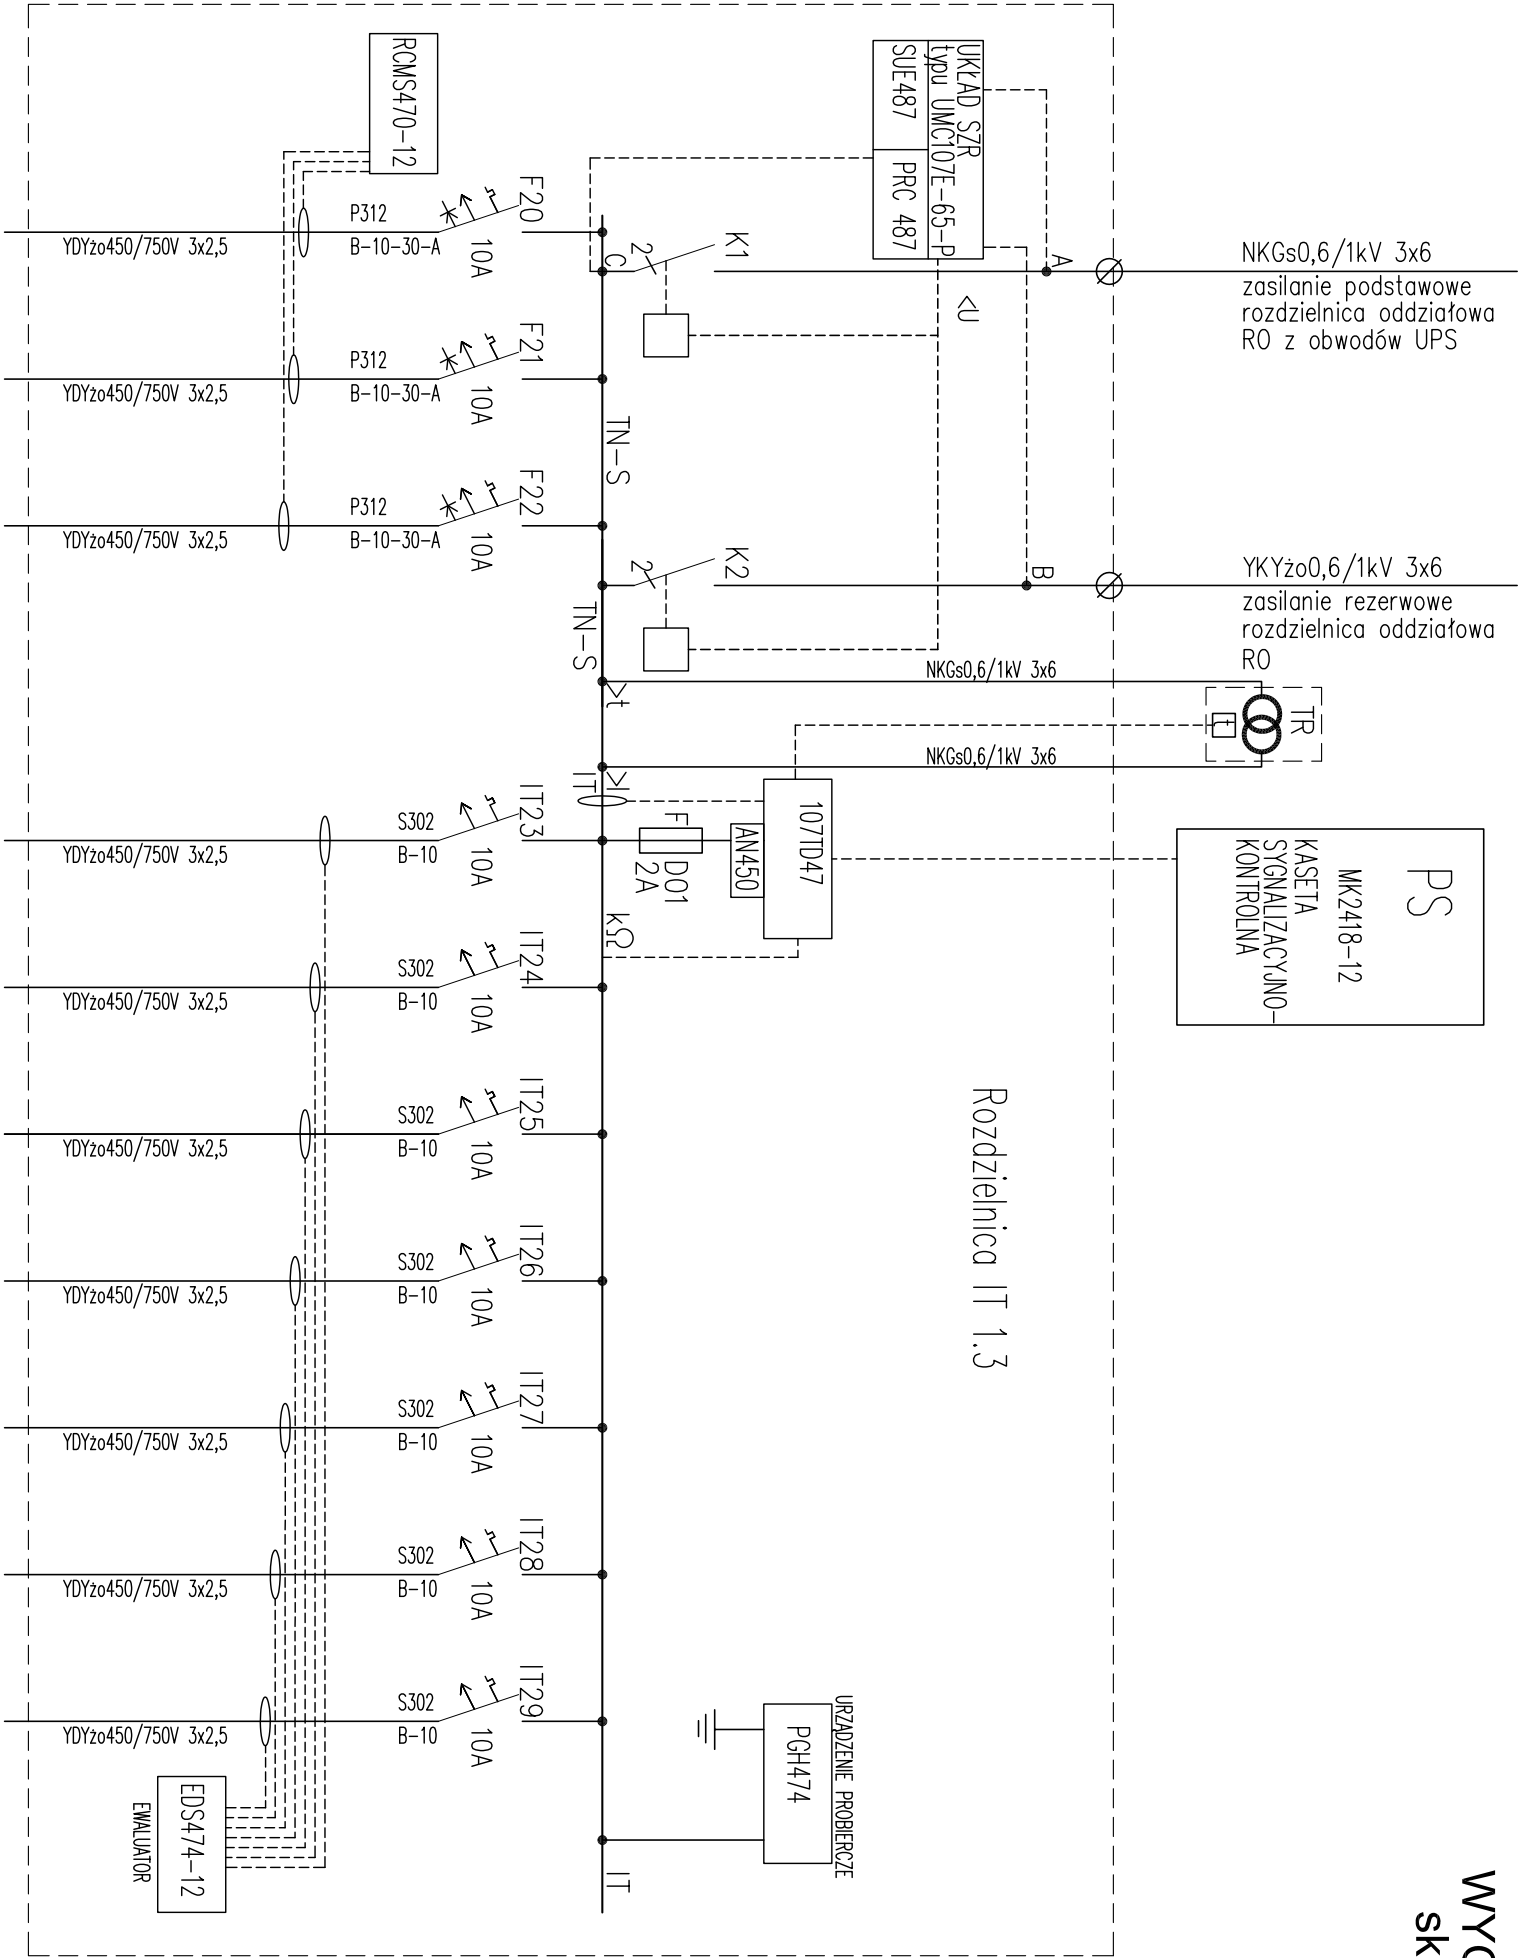 NKGs0,6/1kV 3x6
zasilanie podstawowe
rozdzielnica oddziałowa
RO z obwodów UPS
YKYżo0,6/1kV 3x6
zasilanie rezerwowe
rozdzielnica oddziałowa
RO
UKŁAD SZR
typu UMC107E-65-P
SUE487
PRC 487
RCMS470-12
A
B
C
<U
K1
2
K2
2
TN-S
TN-S
NKGs0,6/1kV 3x6
NKGs0,6/1kV 3x6
TR
t
>t
>I
IT
107TD47
AN450
F
D01
2A
kΩ
PS
MK2418-12
KASETA
SYGNALIZACYJNO-
KONTROLNA
Rozdzielnica IT 1.3
F20
10A
P312
B-10-30-A
YDYżo450/750V 3x2,5
F21
10A
P312
B-10-30-A
YDYżo450/750V 3x2,5
F22
10A
P312
B-10-30-A
YDYżo450/750V 3x2,5
IT23
10A
S302
B-10
YDYżo450/750V 3x2,5
IT24
10A
S302
B-10
YDYżo450/750V 3x2,5
IT25
10A
S302
B-10
YDYżo450/750V 3x2,5
IT26
10A
S302
B-10
YDYżo450/750V 3x2,5
IT27
10A
S302
B-10
YDYżo450/750V 3x2,5
IT28
10A
S302
B-10
YDYżo450/750V 3x2,5
IT29
10A
S302
B-10
YDYżo450/750V 3x2,5
URZĄDZENIE PROBIERCZE
PGH474
IT
EDS474-12
EWALUATOR
sk